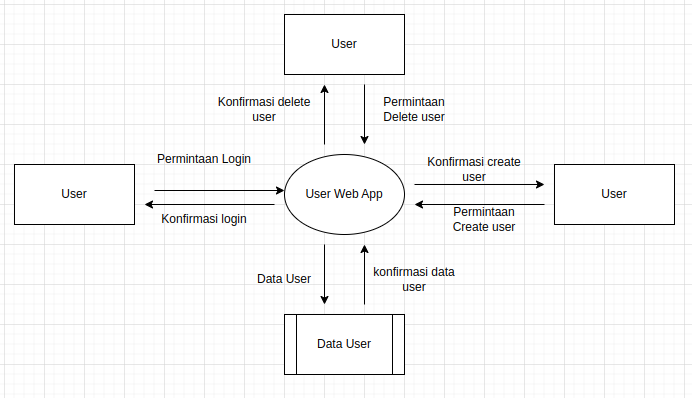 User
Konfirmasi delete
user
Permintaan
Delete user
Permintaan Login
Konfirmasi create
user
User
User Web App
User
Konfirmasi login
Permintaan
Create user
Data User
konfirmasi data
user
Data User